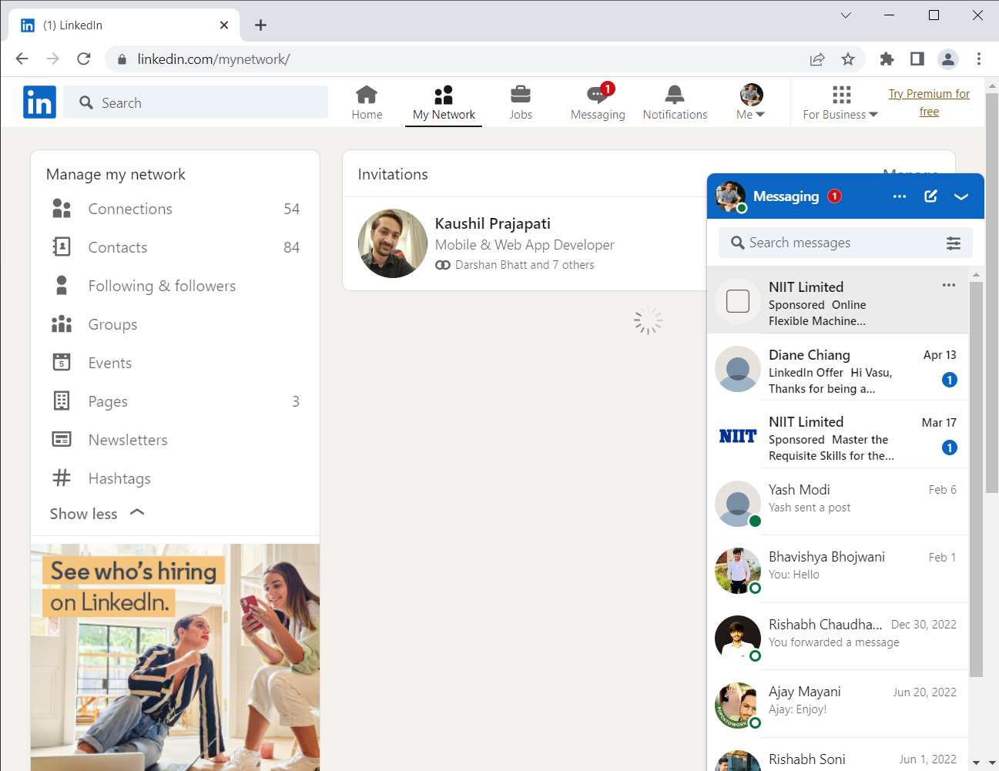 (1) LinkedIn
linkedin.com/mynetwork/
in
Search
Home
My Network
Jobs
1
Messaging
Notifications
Me
For Business
Try Premium for
free
Manage my network
Connections 54
Contacts 84
Following & followers
Groups
5
Events
Pages 3
Newsletters
Hashtags
Show less
See who's hiring
on LinkedIn.
Invitations
Manage
Kaushil Prajapati
Mobile & Web App Developer
Darshan Bhatt and 7 others
Messaging 1
Search messages
NIIT Limited
Sponsored Online
Flexible Machine...
Diane Chiang Apr 13
LinkedIn Offer Hi Vasu,
Thanks for being a... 1
NIIT
NIIT Limited Mar 17
Sponsored Master the
Requisite Skills for the... 1
Yash Modi Feb 6
Yash sent a post
Bhavishya Bhojwani Feb 1
You: Hello
Rishabh Chaudha... Dec 30, 2022
You forwarded a message
#OPENTOWORK
Ajay Mayani Jun 20, 2022
Ajay: Enjoy!
Rishabh Soni Jun 1, 2022